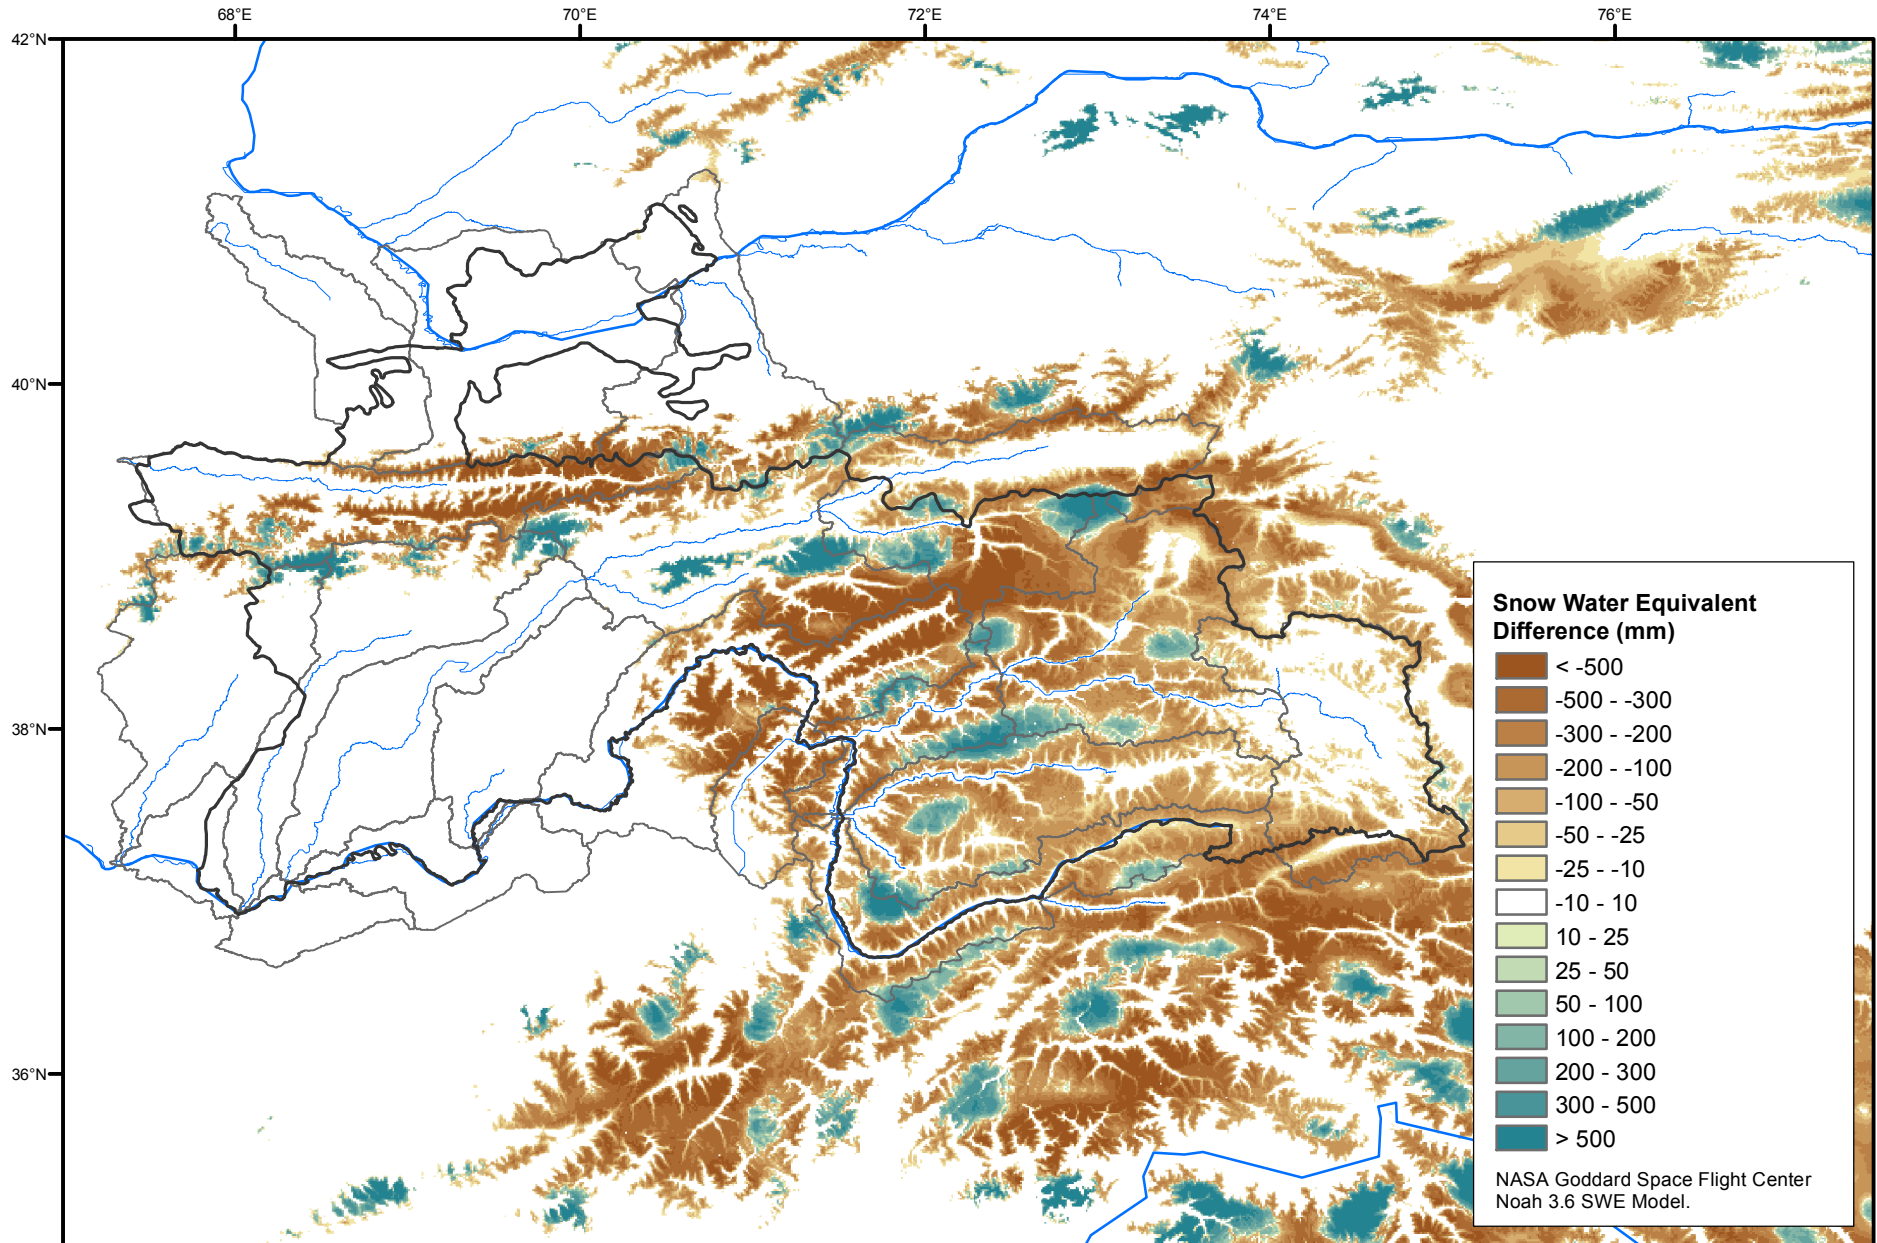 68°E 70°E 72°E 74°E 76°E
42°N
40°N
38°N
36°N
Snow Water Equivalent
Difference (mm)
< -500
-500 - -300
-300 - -200
-200 - -100
-100 - -50
-50 - -25
-25 - -10
-10 - 10
10 - 25
25 - 50
50 - 100
100 - 200
200 - 300
300 - 500
> 500
NASA Goddard Space Flight Center
Noah 3.6 SWE Model.